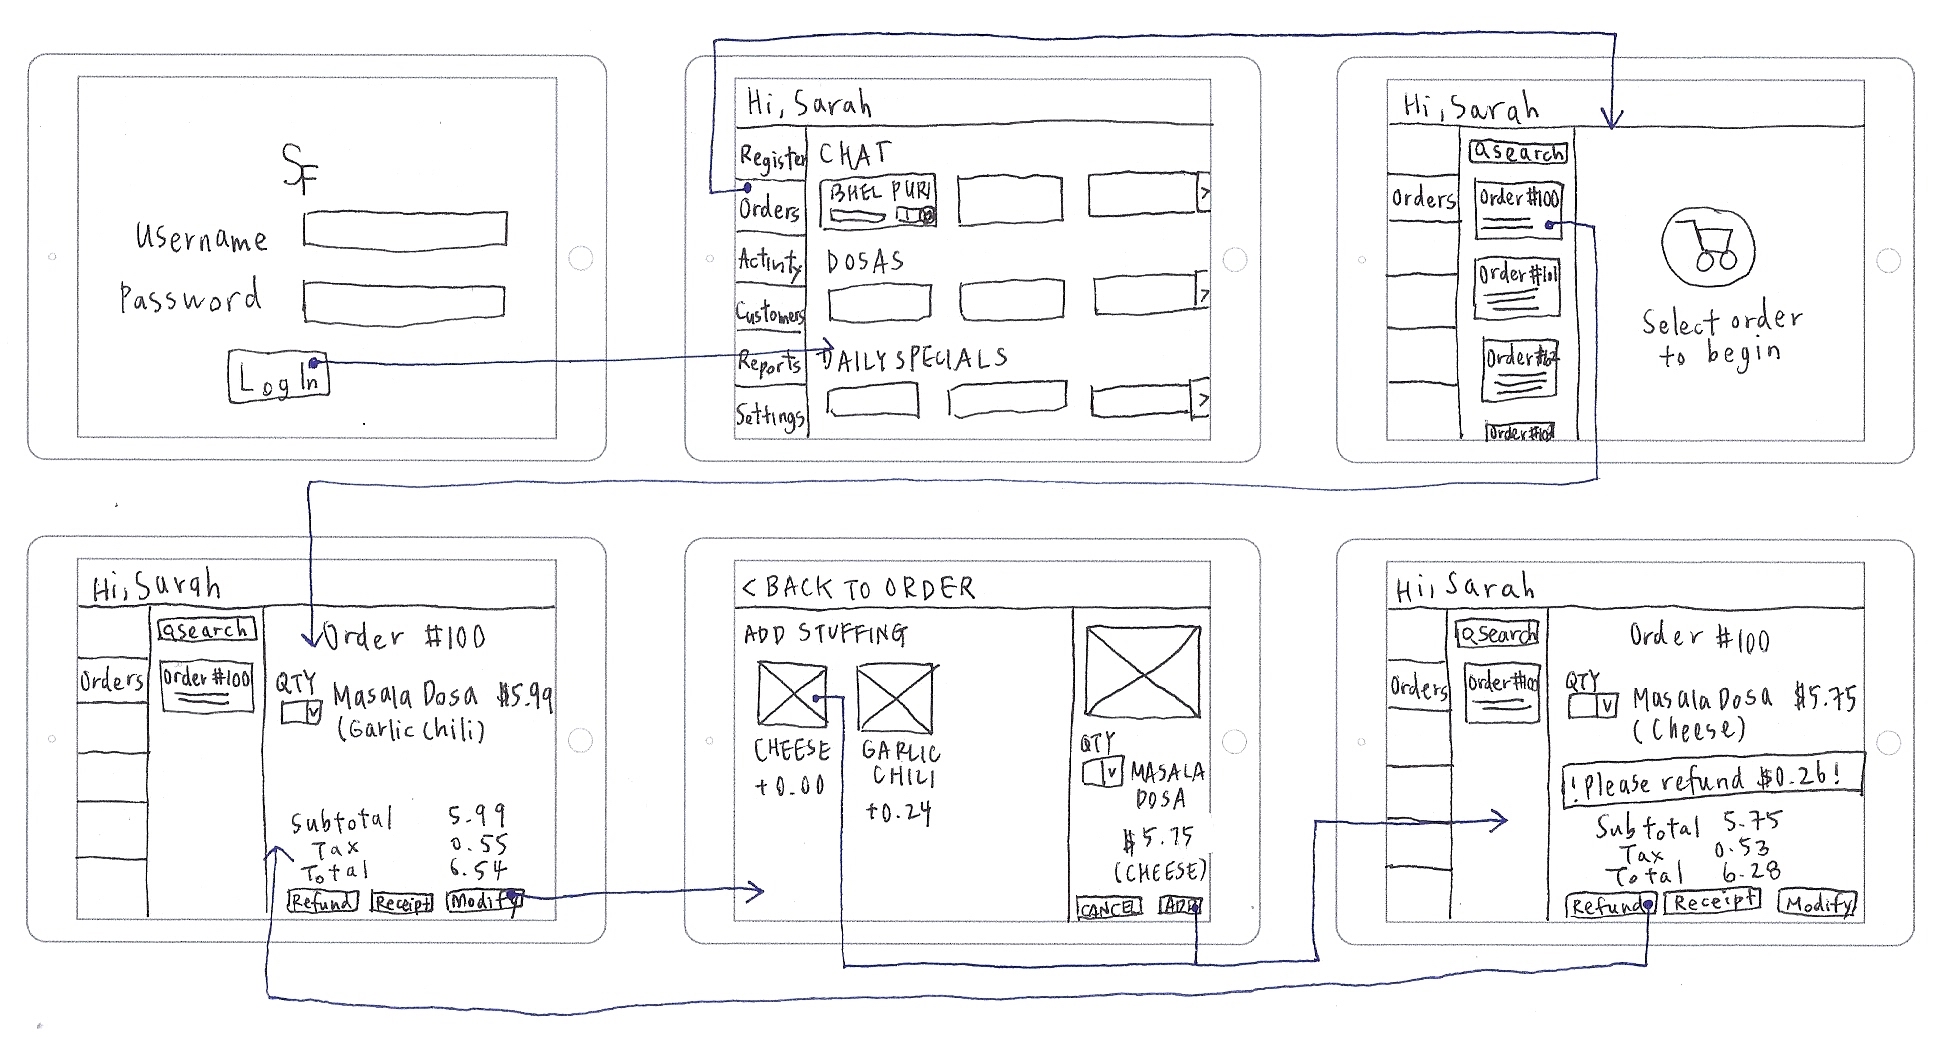 SF
Username
Password
Log In
Hi, Sarah
Register
Orders
Activity
Customers
Reports
Settings
CHAT
BHEL PURI
>
DOSAS
>
DAILY SPECIALS
>
Hi, Sarah
Orders
Search
Order #100
Order #101
Order #102
Select order
to begin
Hi, Sarah
Orders
Search
Order #100
Order #100
QTY
Masala Dosa $5.99
(Garlic Chili)
Subtotal 5.99
Tax 0.55
Total 6.54
Refund Receipt Modify
< BACK TO ORDER
ADD STUFFING
CHEESE
+0.00
GARLIC
CHILI
+0.24
QTY
MASALA
DOSA
$5.75
(CHEESE)
CANCEL ADD
Hi, Sarah
Orders
Search
Order #100
Order #100
QTY
Masala Dosa $5.75
(Cheese)
!Please refund $0.26!
Subtotal 5.75
Tax 0.53
Total 6.28
Refund Receipt Modify